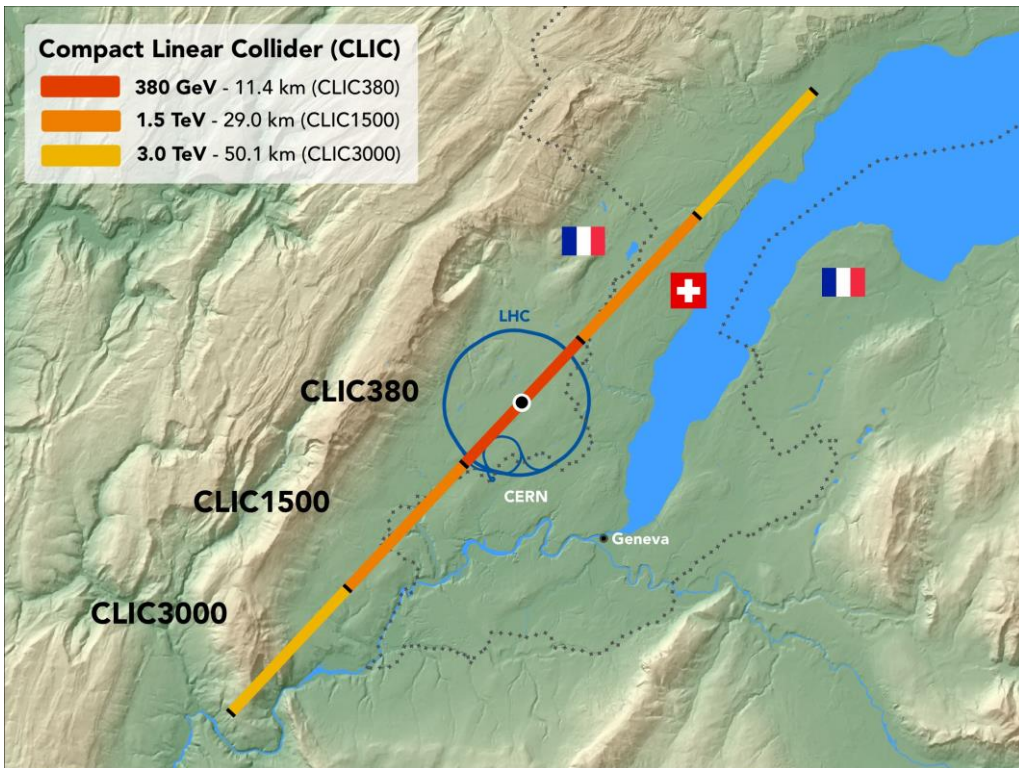 Compact Linear Collider (CLIC)
380 GeV - 11.4 km (CLIC380)
1.5 TeV - 29.0 km (CLIC1500)
3.0 TeV - 50.1 km (CLIC3000)
LHC
CLIC380
CLIC1500
CERN
Geneva
CLIC3000